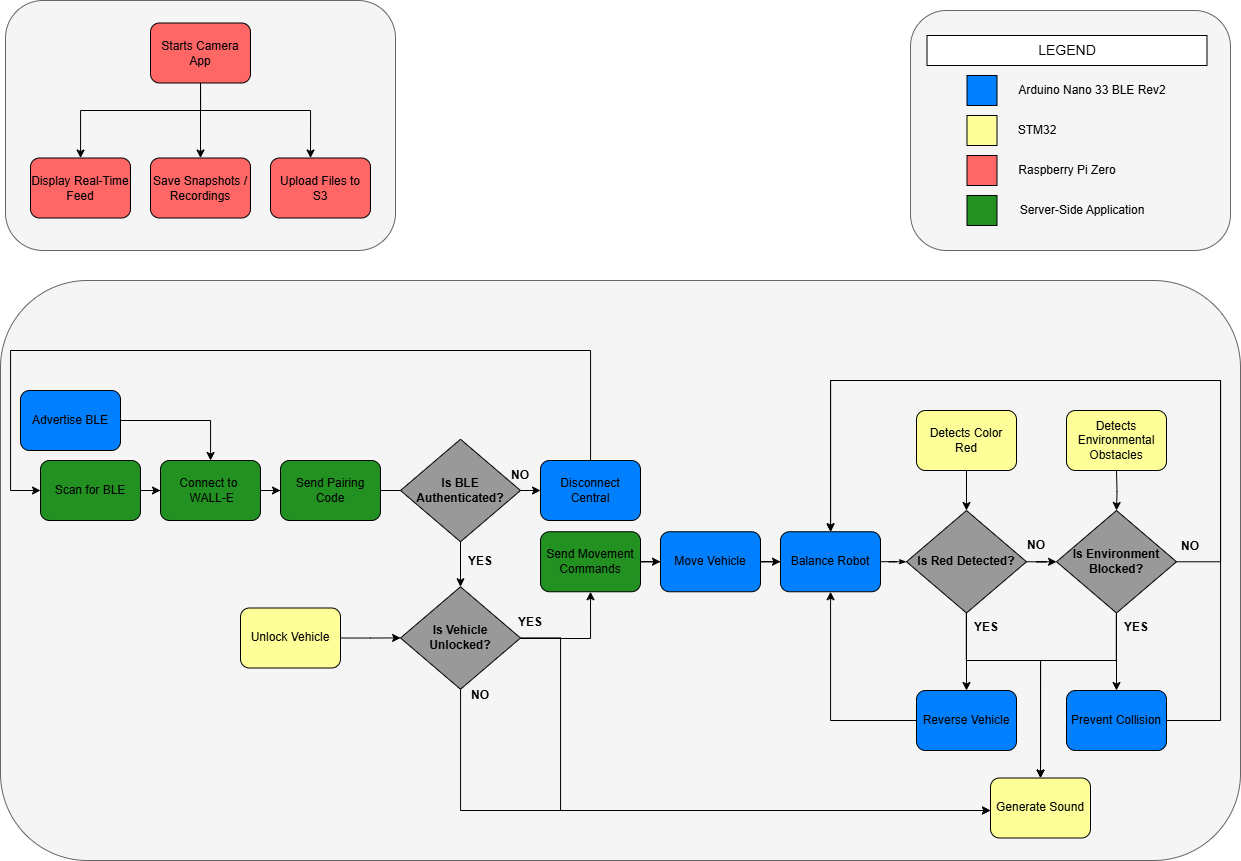 Starts Camera
App
Display Real-Time
Feed
Save Snapshots /
Recordings
Upload Files to
S3
LEGEND
Arduino Nano 33 BLE Rev2
STM32
Raspberry Pi Zero
Server-Side Application
Advertise BLE
Scan for BLE
Connect to
WALL-E
Send Pairing
Code
Is BLE
Authenticated?
NO
Disconnect
Central
YES
Unlock Vehicle
Is Vehicle
Unlocked?
YES
NO
Send Movement
Commands
Move Vehicle
Balance Robot
Detects Color
Red
Is Red Detected?
NO
YES
Detects
Environmental
Obstacles
Is Environment
Blocked?
NO
YES
Reverse Vehicle
Prevent Collision
Generate Sound